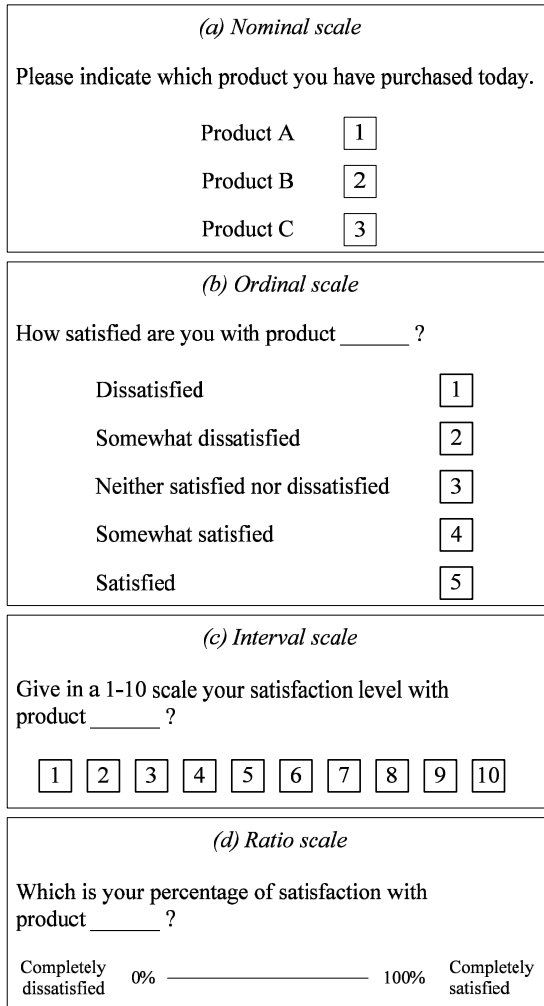 (a) Nominal scale
Please indicate which product you have purchased today.
Product A 1
Product B 2
Product C 3
(b) Ordinal scale
How satisfied are you with product ______ ?
Dissatisfied 1
Somewhat dissatisfied 2
Neither satisfied nor dissatisfied 3
Somewhat satisfied 4
Satisfied 5
(c) Interval scale
Give in a 1-10 scale your satisfaction level with
product ______ ?
1 2 3 4 5 6 7 8 9 10
(d) Ratio scale
Which is your percentage of satisfaction with
product ______ ?
Completely
dissatisfied
0% 100%
Completely
satisfied